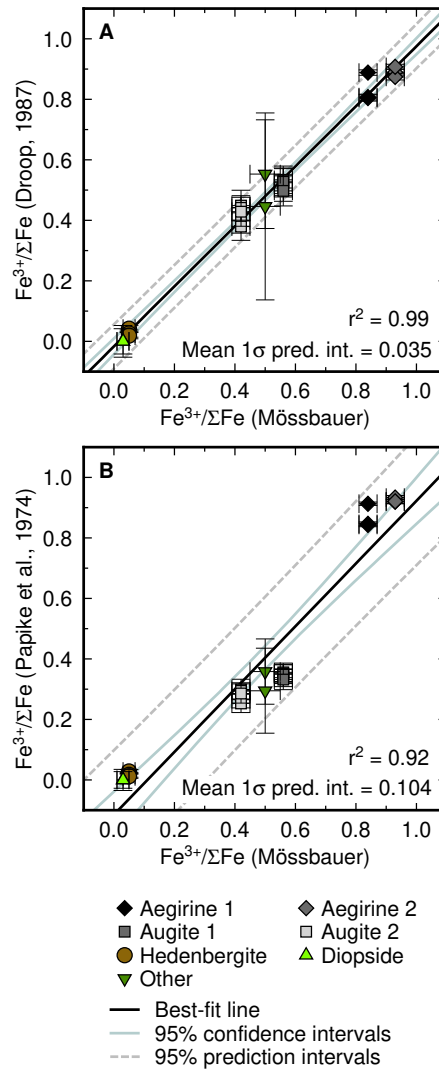 A
1.0
0.8
0.6
0.4
0.2
0.0
Fe³⁺/ΣFe (Droop, 1987)
r² = 0.99
Mean 1σ pred. int. = 0.035
0.0 0.2 0.4 0.6 0.8 1.0
Fe³⁺/ΣFe (Mössbauer)
B
1.0
0.8
0.6
0.4
0.2
0.0
Fe³⁺/ΣFe (Papike et al., 1974)
r² = 0.92
Mean 1σ pred. int. = 0.104
0.0 0.2 0.4 0.6 0.8 1.0
Fe³⁺/ΣFe (Mössbauer)
Aegirine 1 Aegirine 2
Augite 1 Augite 2
Hedenbergite Diopside
Other
Best-fit line
95% confidence intervals
95% prediction intervals